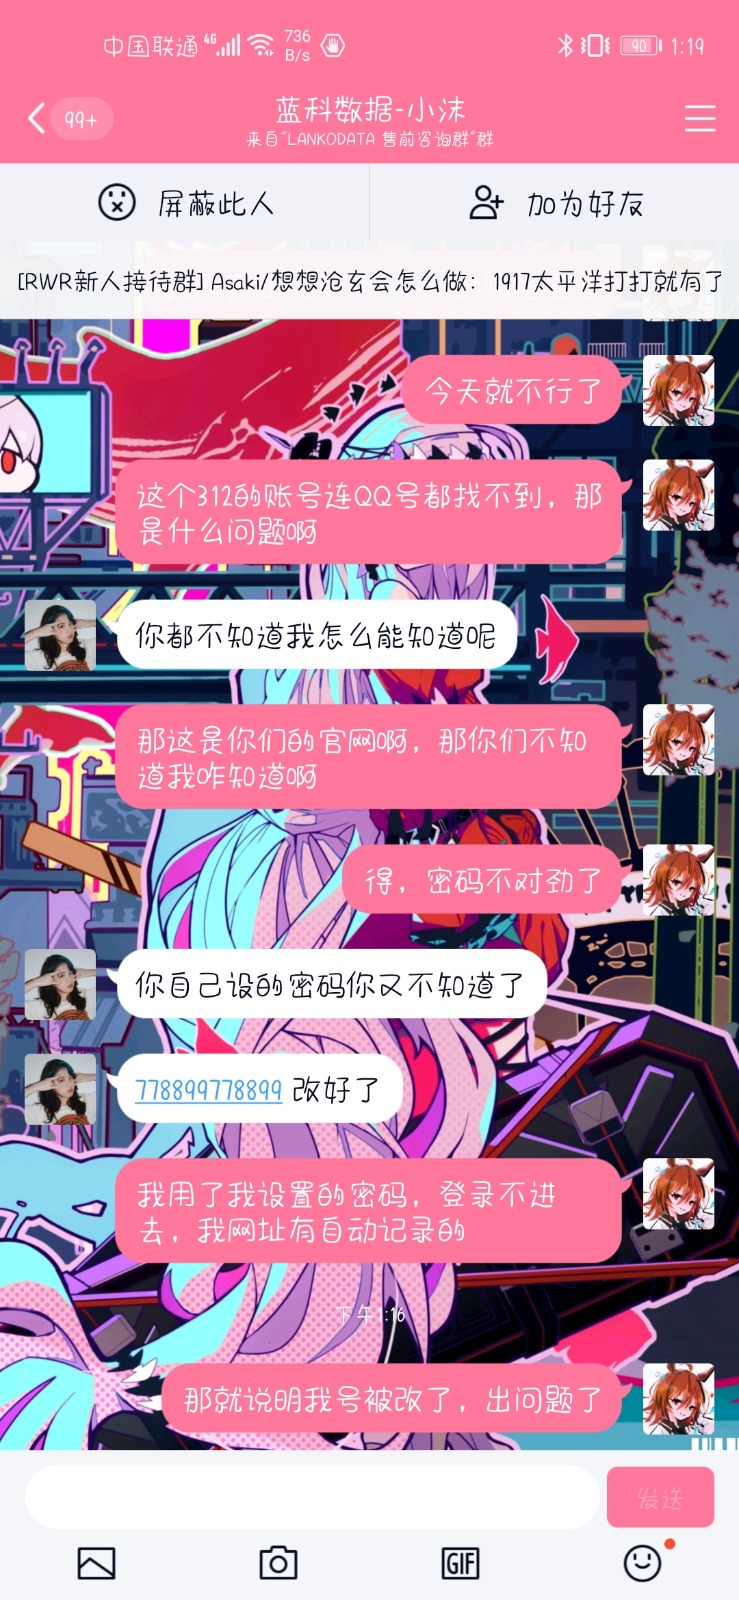 中国联通 4G 736 B/s 90 1:19
99+ 蓝科数据-小沫
来自"LANKODATA 售前咨询群"群
屏蔽此人 加为好友
[RWR新人接待群] Asaki/想想沧玄会怎么做：1917太平洋打打就有了
今天就不行了
这个312的账号连QQ号都找不到，那
是什么问题啊
你都不知道我怎么能知道呢
那这是你们的官网啊，那你们不知
道我咋知道啊
得，密码不对劲了
你自己设的密码你又不知道了
778899778899 改好了
我用了我设置的密码，登录不进
去，我网址有自动记录的
下午1:16
那就说明我号被改了，出问题了
发送
GIF